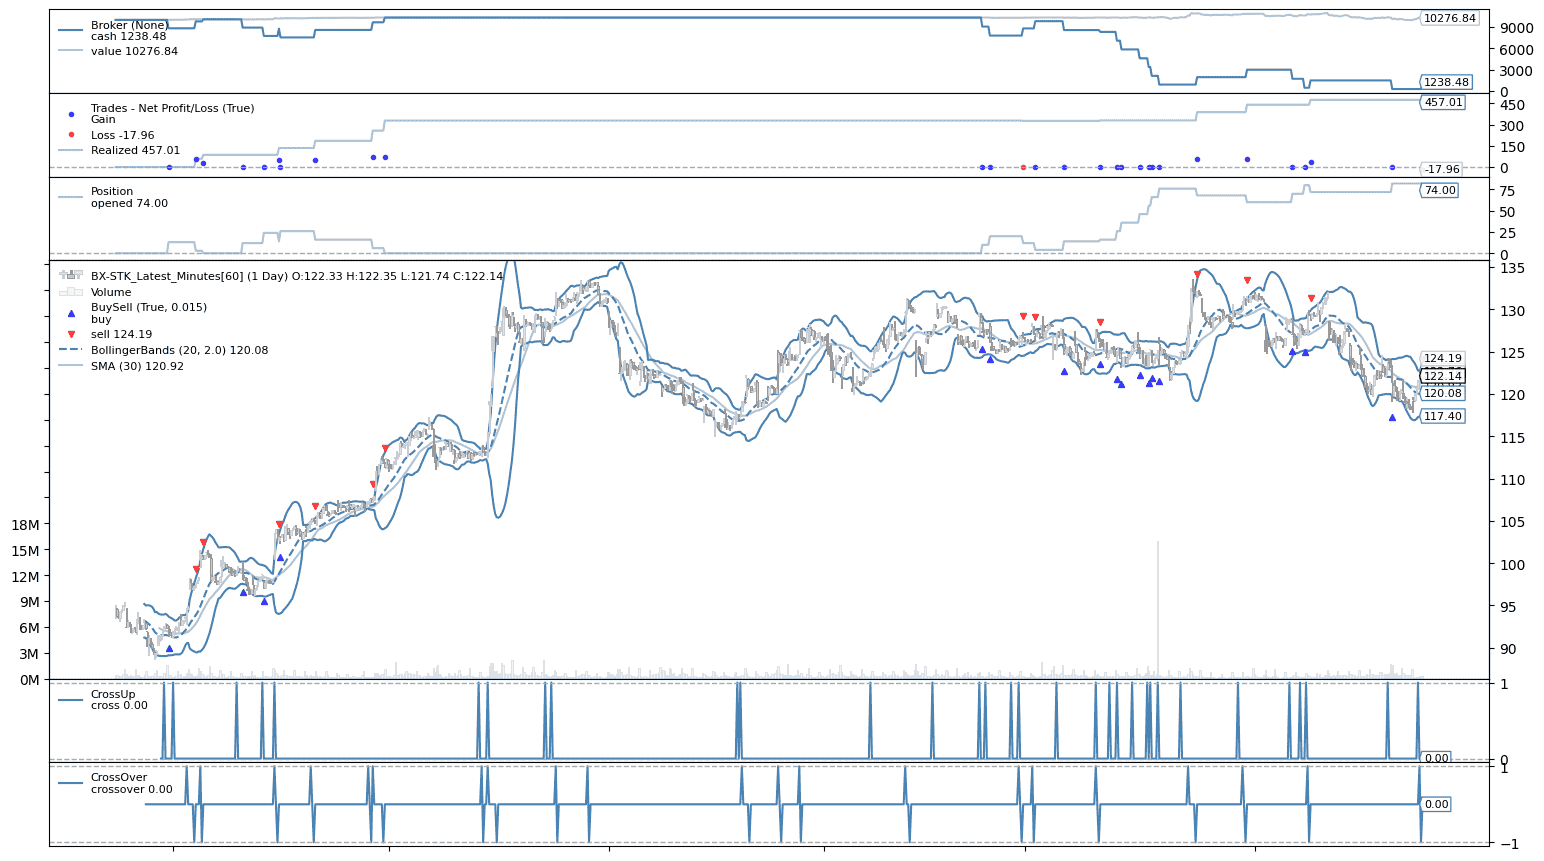 Broker (None)
cash 1238.48
value 10276.84
10276.84
9000
6000
3000
1238.48
0
Trades - Net Profit/Loss (True)
Gain
Loss -17.96
Realized 457.01
457.01
450
300
150
0
-17.96
Position
opened 74.00
74.00
75
50
25
0
BX-STK_Latest_Minutes[60] (1 Day) O:122.33 H:122.35 L:121.74 C:122.14
Volume
BuySell (True, 0.015)
buy
sell 124.19
BollingerBands (20, 2.0) 120.08
SMA (30) 120.92
135
130
125
124.19
122.14
120.08
120
117.40
115
110
105
100
95
90
18M
15M
12M
9M
6M
3M
0M
CrossUp
cross 0.00
1
0.00
0
CrossOver
crossover 0.00
1
0.00
−1